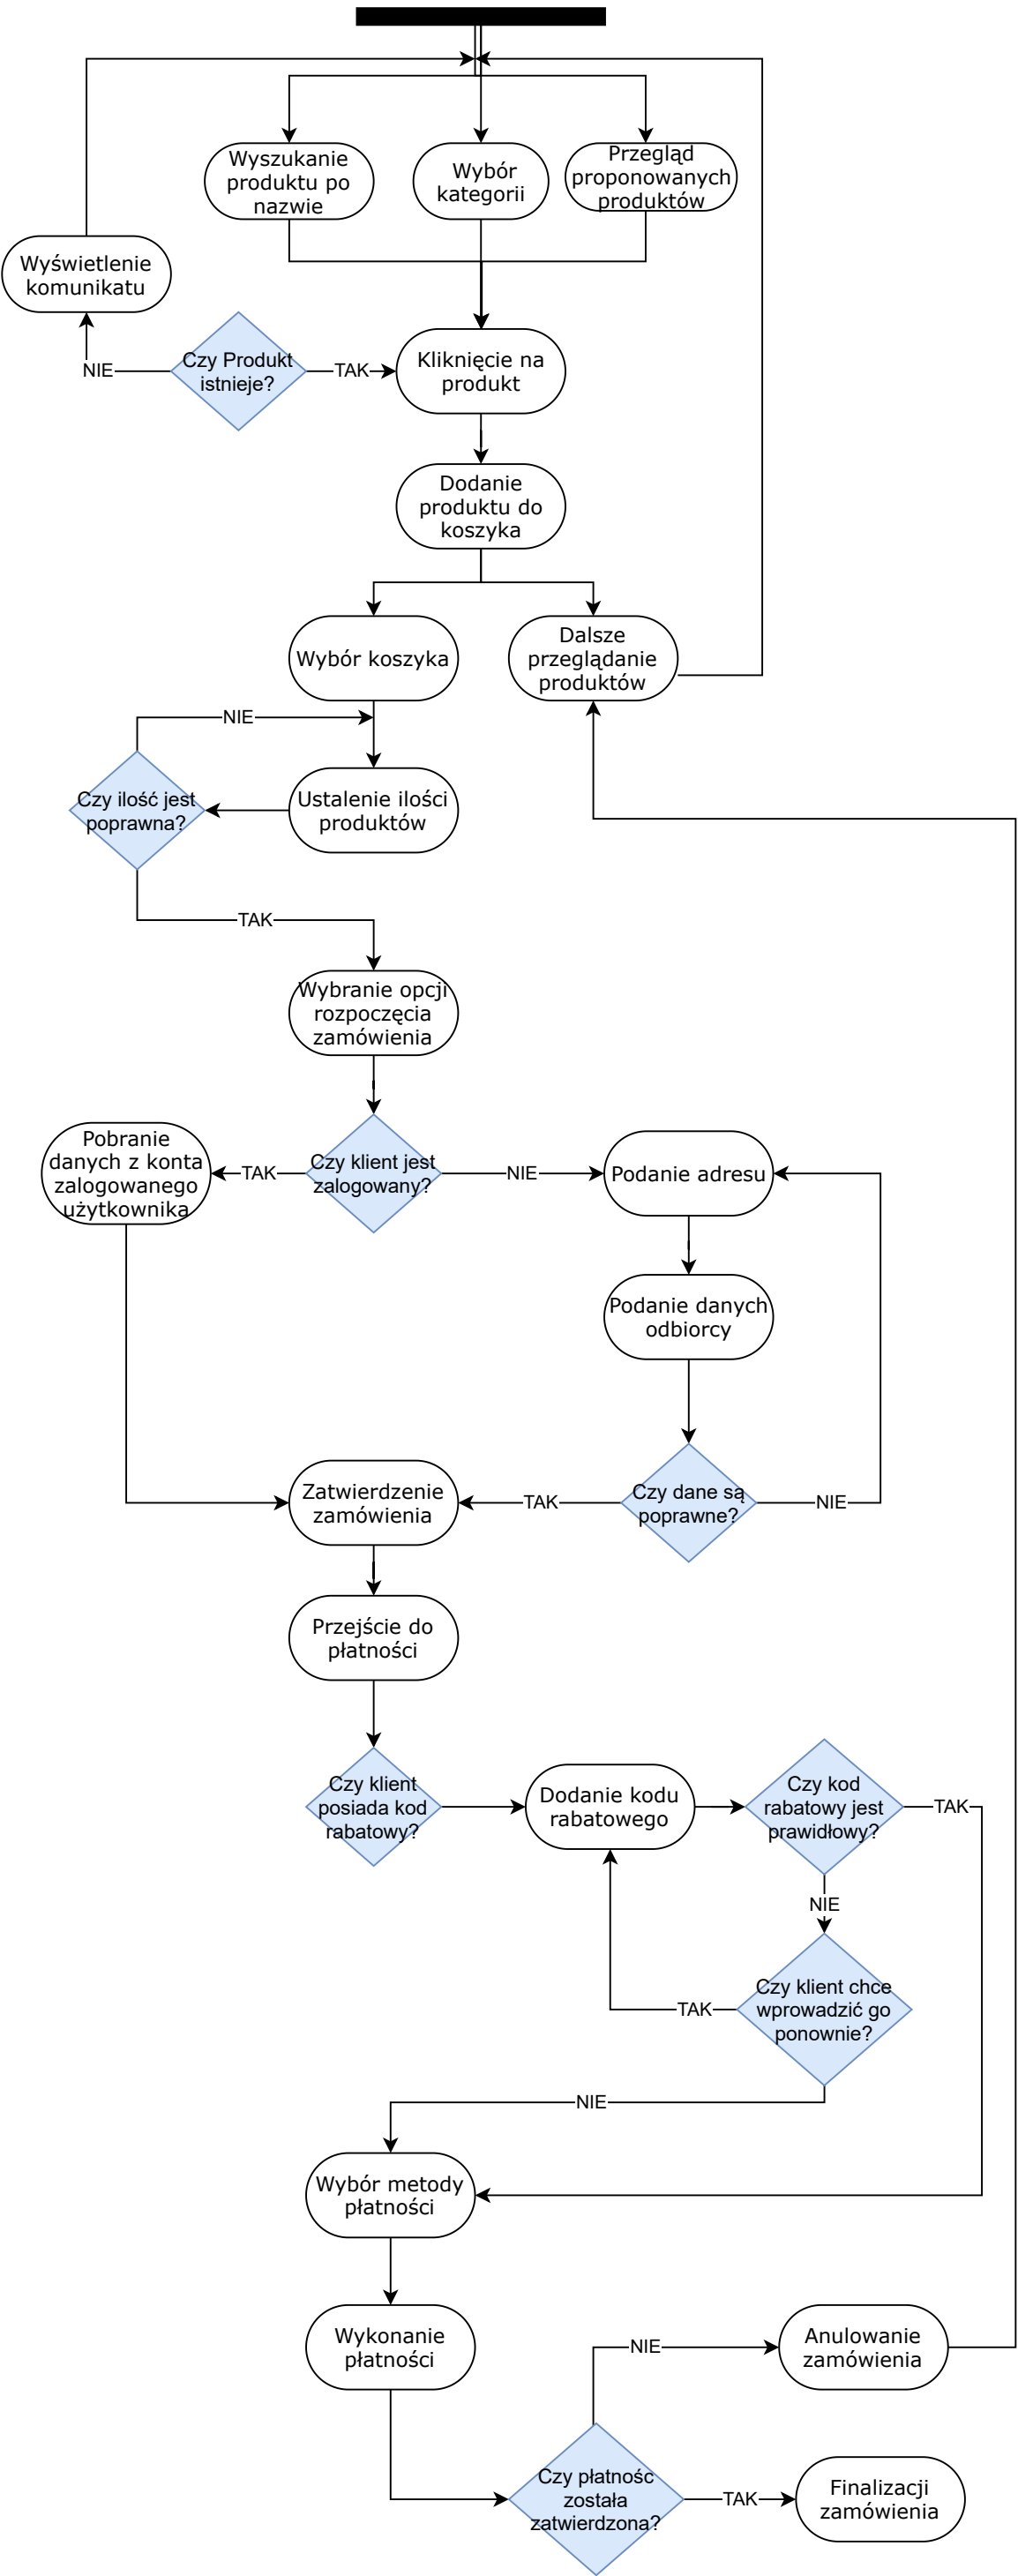 Wyszukanie
produktu po
nazwie
Wybór
kategorii
Przegląd
proponowanych
produktów
Wyświetlenie
komunikatu
NIE
Czy Produkt
istnieje?
TAK
Kliknięcie na
produkt
Dodanie
produktu do
koszyka
Wybór koszyka
Dalsze
przeglądanie
produktów
NIE
Czy ilość jest
poprawna?
Ustalenie ilości
produktów
TAK
Wybranie opcji
rozpoczęcia
zamówienia
Pobranie
danych z konta
zalogowanego
użytkownika
TAK
Czy klient jest
zalogowany?
NIE
Podanie adresu
Podanie danych
odbiorcy
Zatwierdzenie
zamówienia
TAK
Czy dane są
poprawne?
NIE
Przejście do
płatności
Czy klient
posiada kod
rabatowy?
Dodanie kodu
rabatowego
Czy kod
rabatowy jest
prawidłowy?
TAK
NIE
TAK
Czy klient chce
wprowadzić go
ponownie?
NIE
Wybór metody
płatności
Wykonanie
płatności
NIE
Anulowanie
zamówienia
Czy płatnośc
została
zatwierdzona?
TAK
Finalizacji
zamówienia